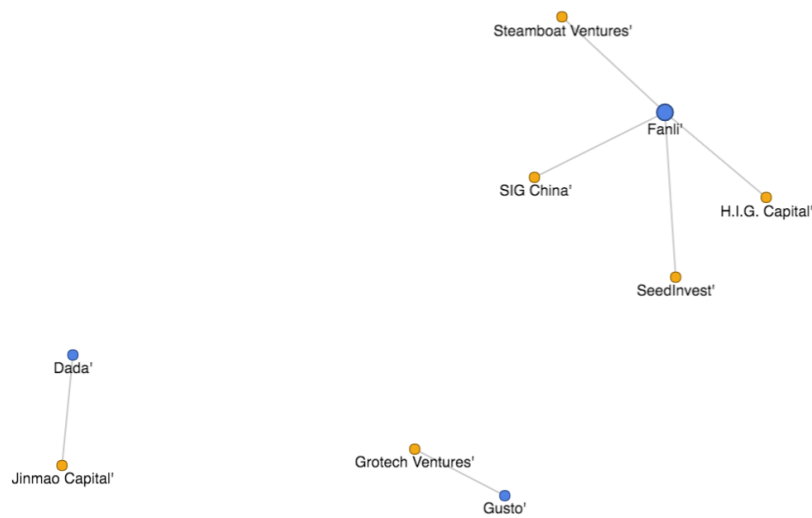 Steamboat Ventures'
Fanli'
SIG China'
H.I.G. Capital'
SeedInvest'
Dada'
Jinmao Capital'
Grotech Ventures'
Gusto'